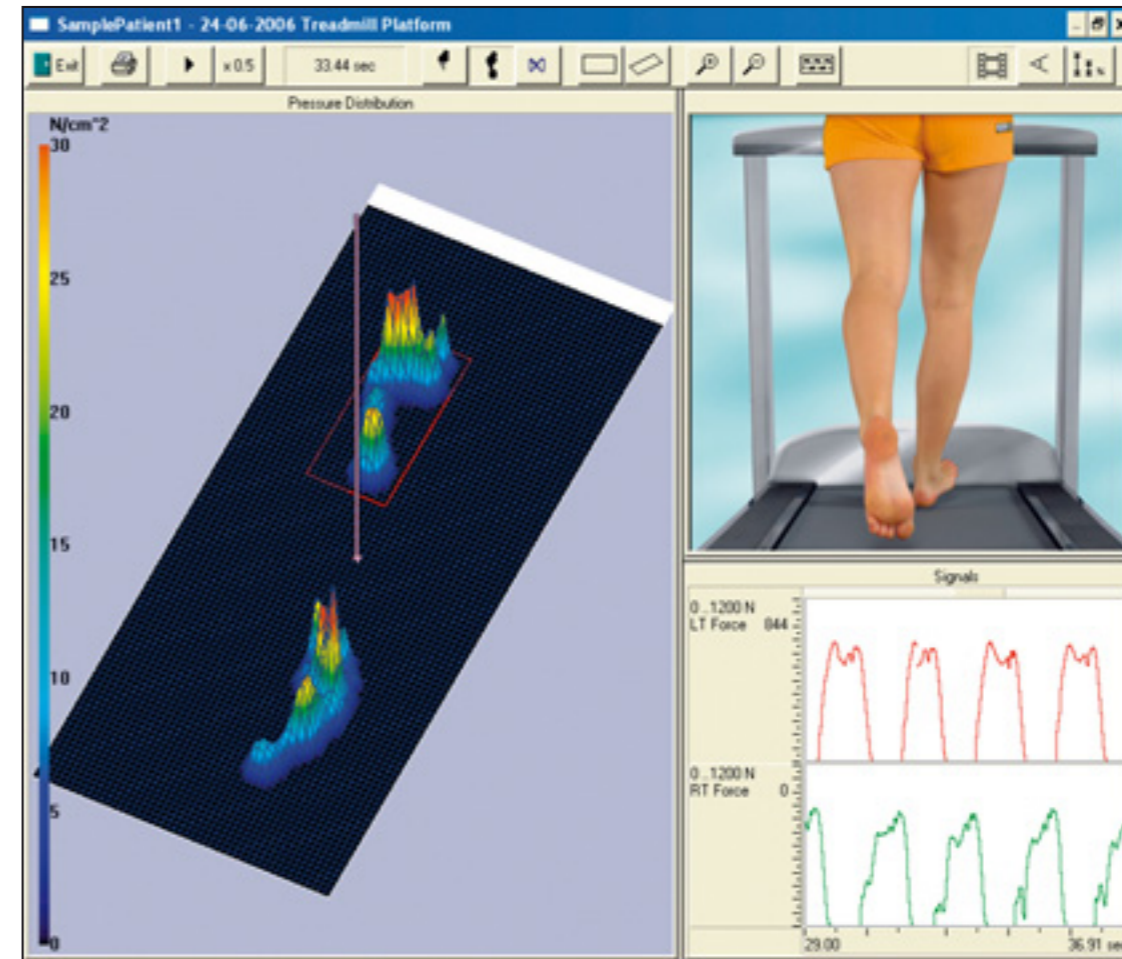 SamplePatient1 - 24-06-2006 Treadmill Platform
Exit
x 0.5
33.44 sec
Pressure Distribution
N/cm^2
30
25
20
15
10
5
0
Signals
0...1200 N
LT Force 844
0...1200 N
RT Force 0
29.00
36.91 sec